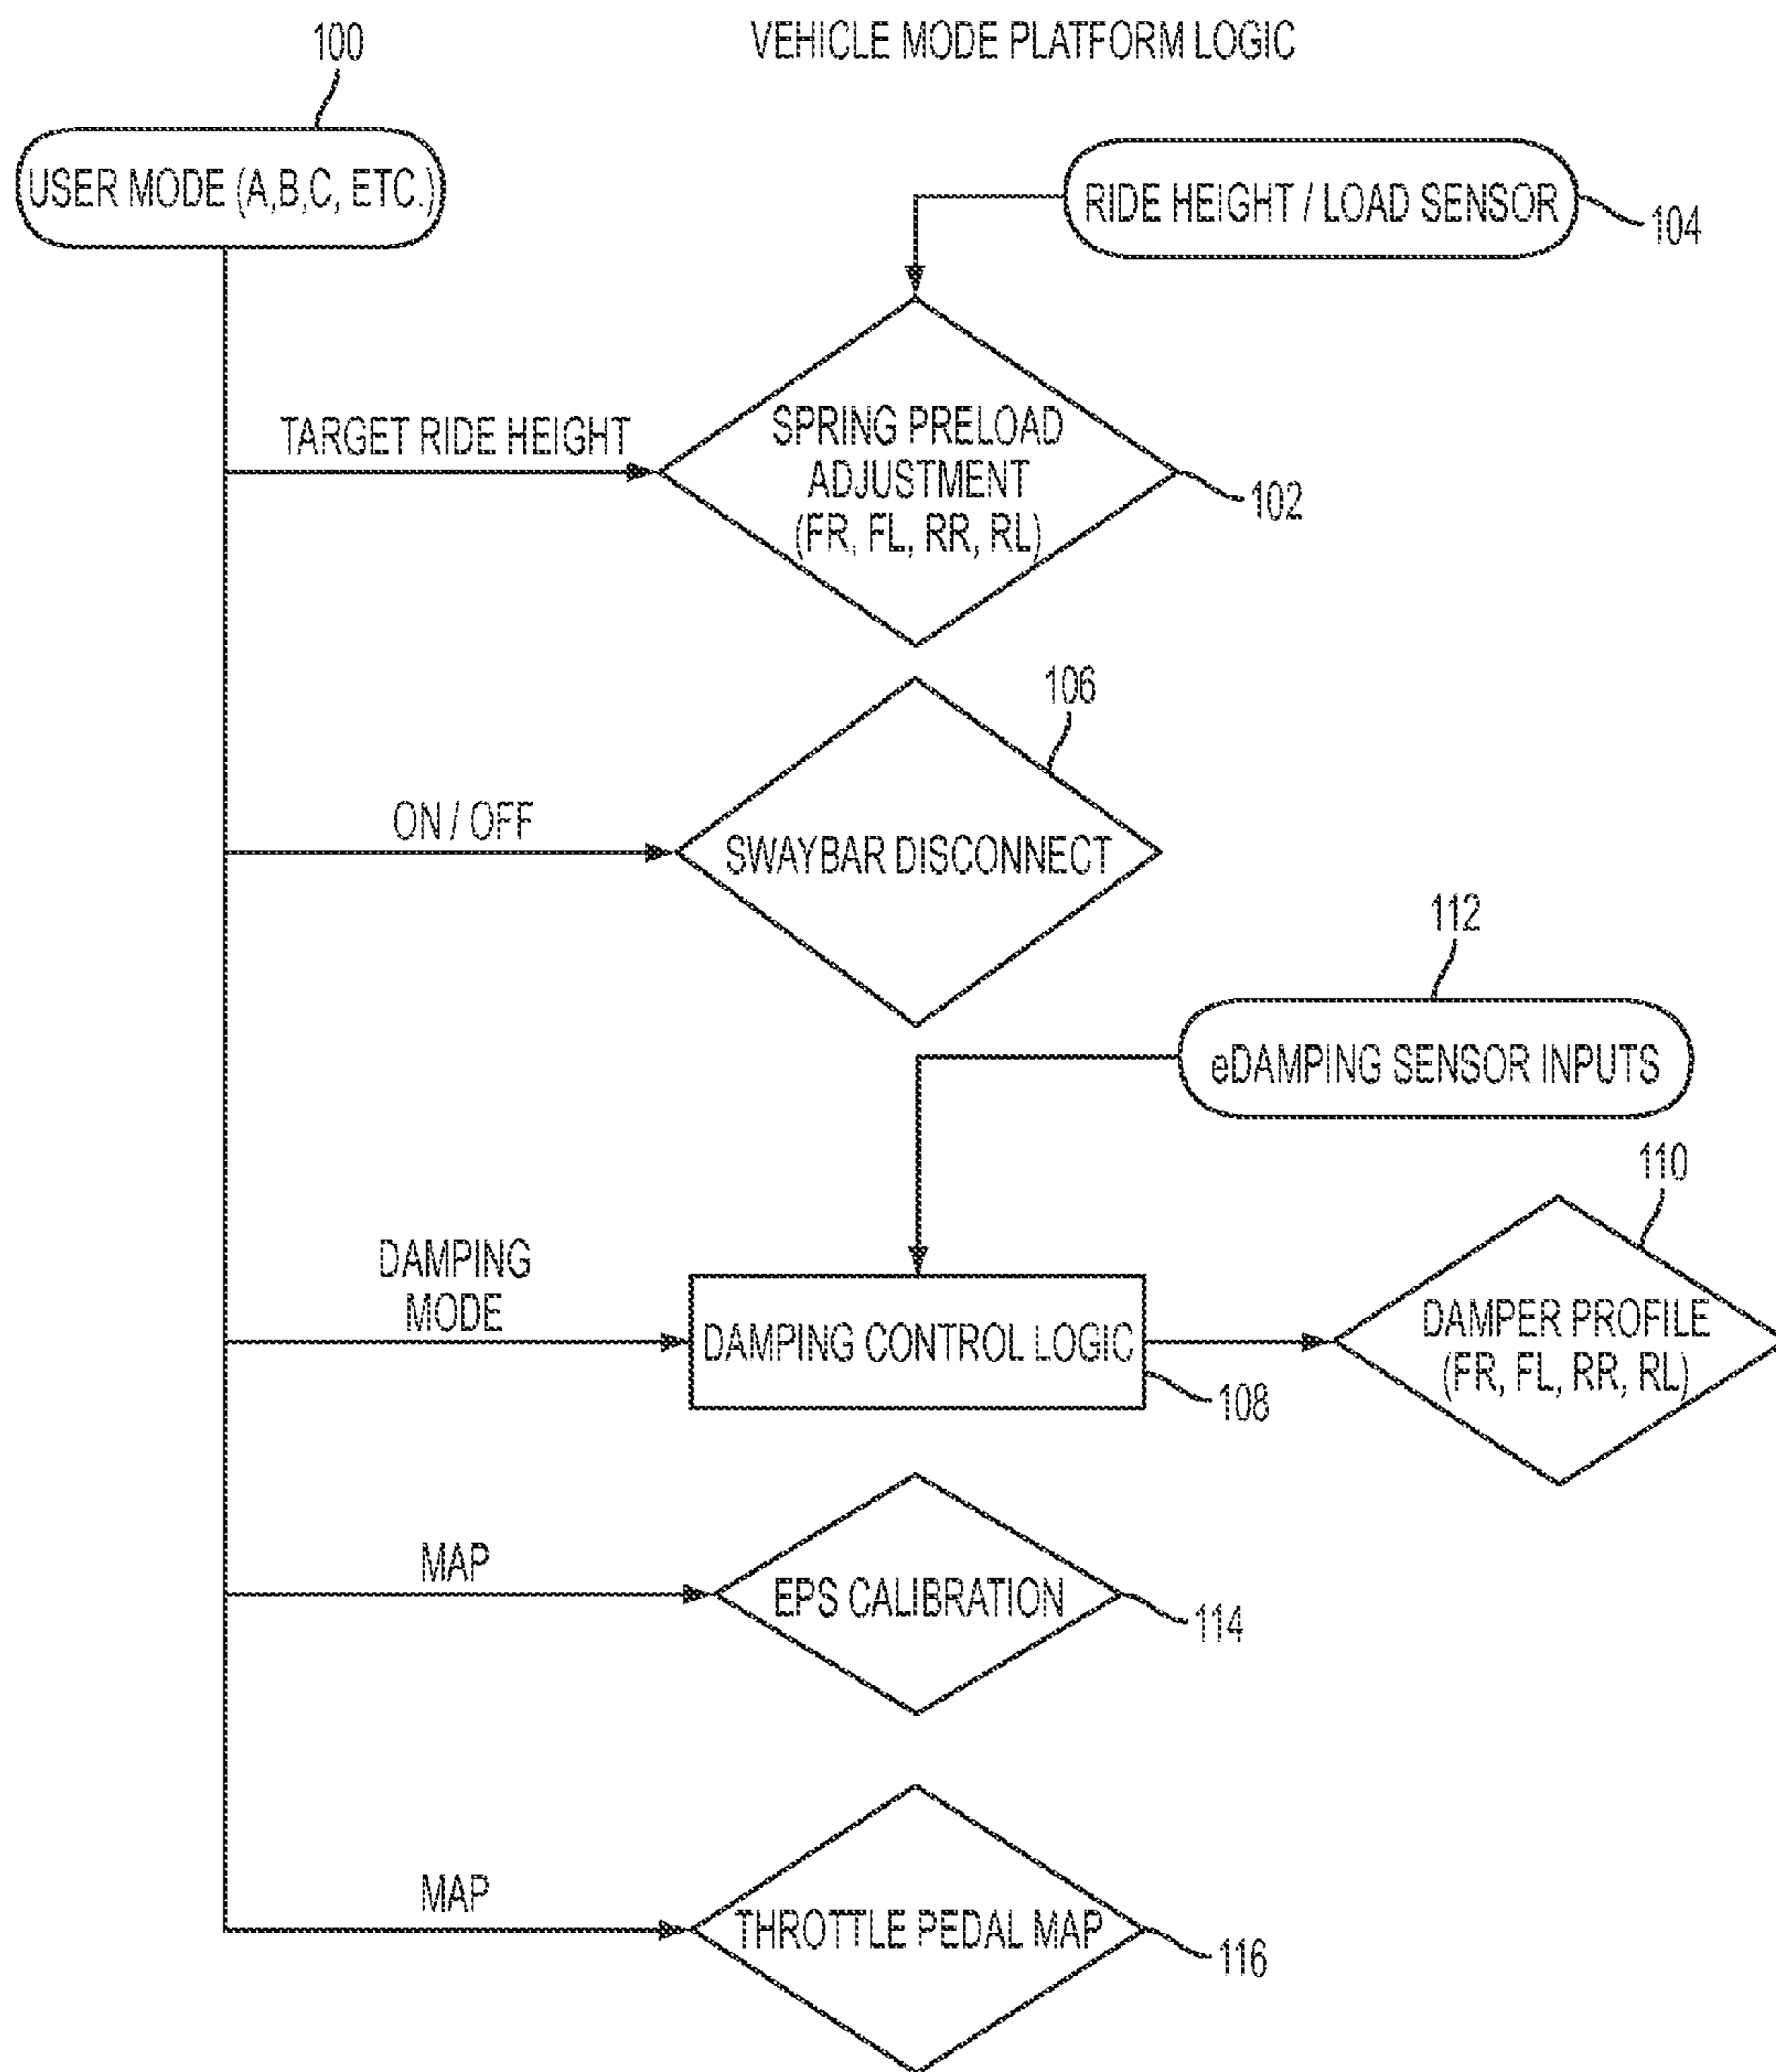 100
VEHICLE MODE PLATFORM LOGIC
USER MODE (A,B,C, ETC.)
RIDE HEIGHT / LOAD SENSOR
104
TARGET RIDE HEIGHT
SPRING PRELOAD
ADJUSTMENT
(FR, FL, RR, RL)
102
106
ON / OFF
SWAYBAR DISCONNECT
112
eDAMPING SENSOR INPUTS
110
DAMPING
MODE
DAMPING CONTROL LOGIC
108
DAMPER PROFILE
(FR, FL, RR, RL)
MAP
EPS CALIBRATION
114
MAP
THROTTLE PEDAL MAP
116